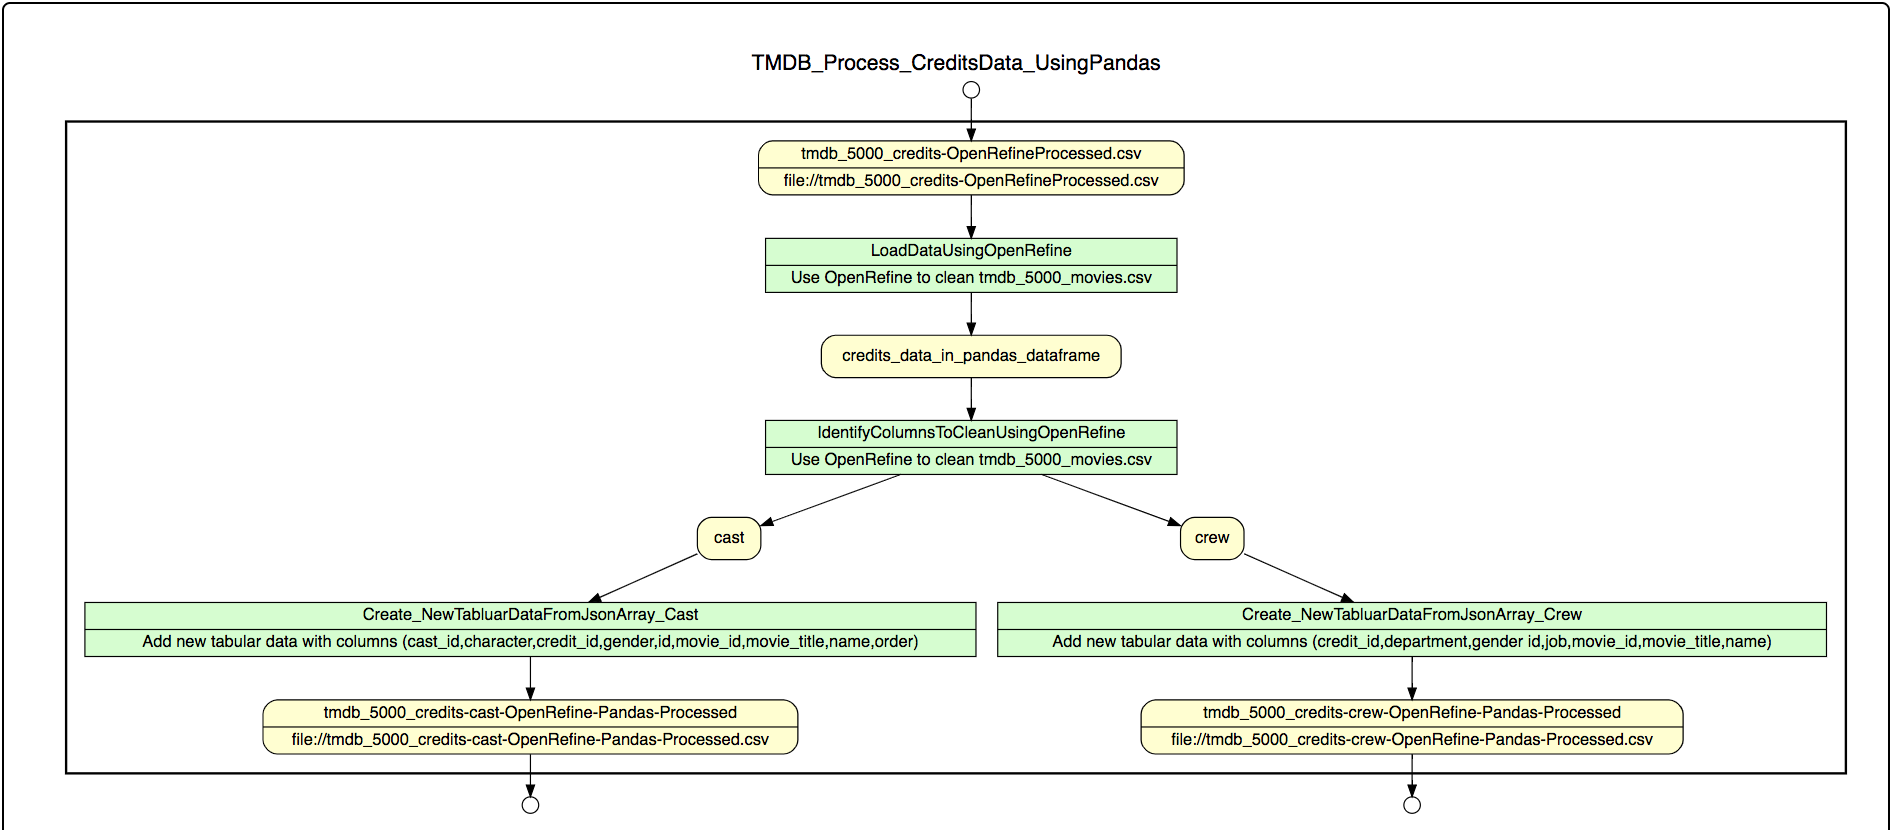 TMDB_Process_CreditsData_UsingPandas
tmdb_5000_credits-OpenRefineProcessed.csv
file://tmdb_5000_credits-OpenRefineProcessed.csv
LoadDataUsingOpenRefine
Use OpenRefine to clean tmdb_5000_movies.csv
credits_data_in_pandas_dataframe
IdentifyColumnsToCleanUsingOpenRefine
Use OpenRefine to clean tmdb_5000_movies.csv
cast
crew
Create_NewTabluarDataFromJsonArray_Cast
Add new tabular data with columns (cast_id,character,credit_id,gender,id,movie_id,movie_title,name,order)
Create_NewTabluarDataFromJsonArray_Crew
Add new tabular data with columns (credit_id,department,gender id,job,movie_id,movie_title,name)
tmdb_5000_credits-cast-OpenRefine-Pandas-Processed
file://tmdb_5000_credits-cast-OpenRefine-Pandas-Processed.csv
tmdb_5000_credits-crew-OpenRefine-Pandas-Processed
file://tmdb_5000_credits-crew-OpenRefine-Pandas-Processed.csv